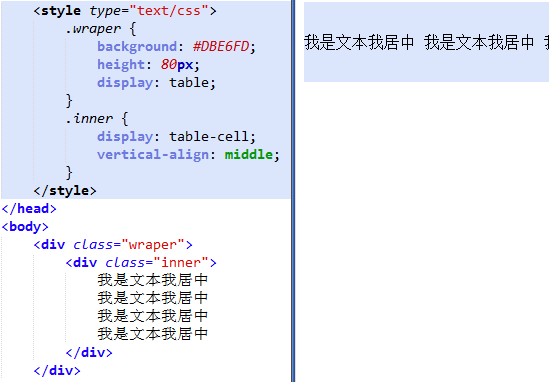 <style type="text/css">
.wraper {
background: #DBE6FD;
height: 80px;
display: table;
}
.inner {
display: table-cell;
vertical-align: middle;
}
</style>
</head>
<body>
<div class="wraper">
<div class="inner">
我是文本我居中
我是文本我居中
我是文本我居中
我是文本我居中
</div>
</div>
我是文本我居中 我是文本我居中